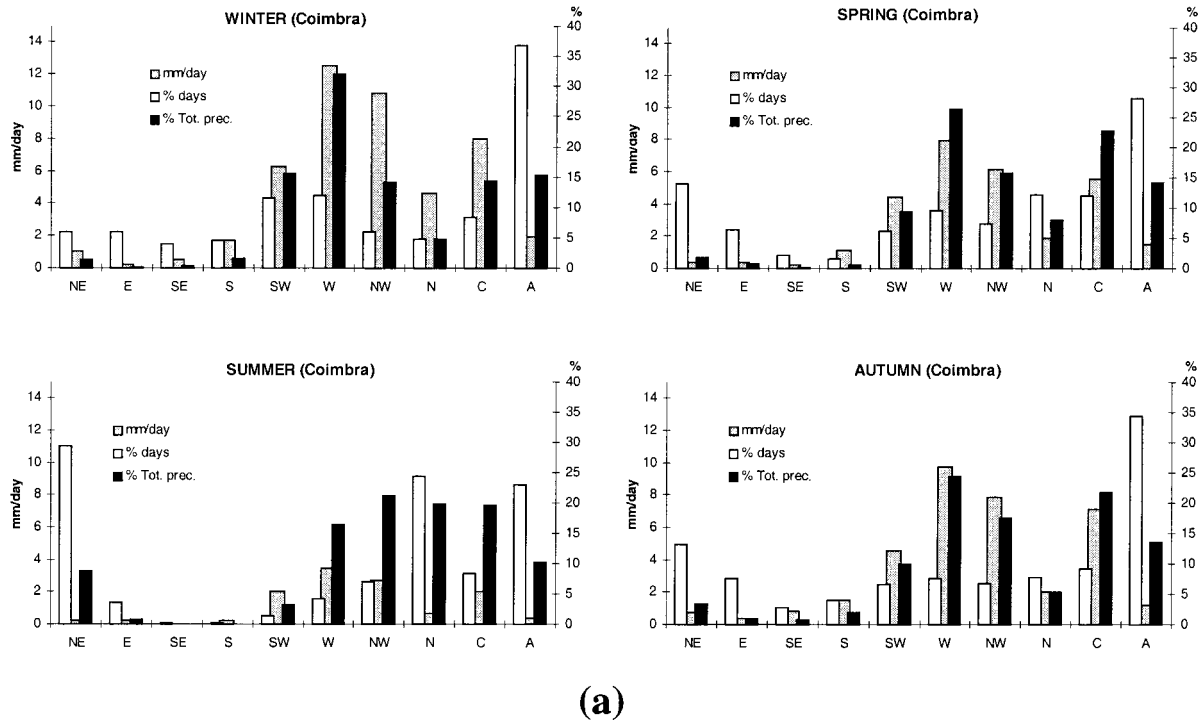 WINTER (Coimbra)
%
mm/day
14
12
10
8
6
4
2
0
40
35
30
25
20
15
10
5
0
mm/day
% days
% Tot. prec.
NE E SE S SW W NW N C A
SPRING (Coimbra)
%
mm/day
14
12
10
8
6
4
2
0
40
35
30
25
20
15
10
5
0
mm/day
% days
% Tot. prec.
NE E SE S SW W NW N C A
SUMMER (Coimbra)
%
mm/day
14
12
10
8
6
4
2
0
40
35
30
25
20
15
10
5
0
mm/day
% days
% Tot. prec.
NE E SE S SW W NW N C A
AUTUMN (Coimbra)
%
mm/day
14
12
10
8
6
4
2
0
40
35
30
25
20
15
10
5
0
mm/day
% days
% Tot. prec.
NE E SE S SW W NW N C A
(a)